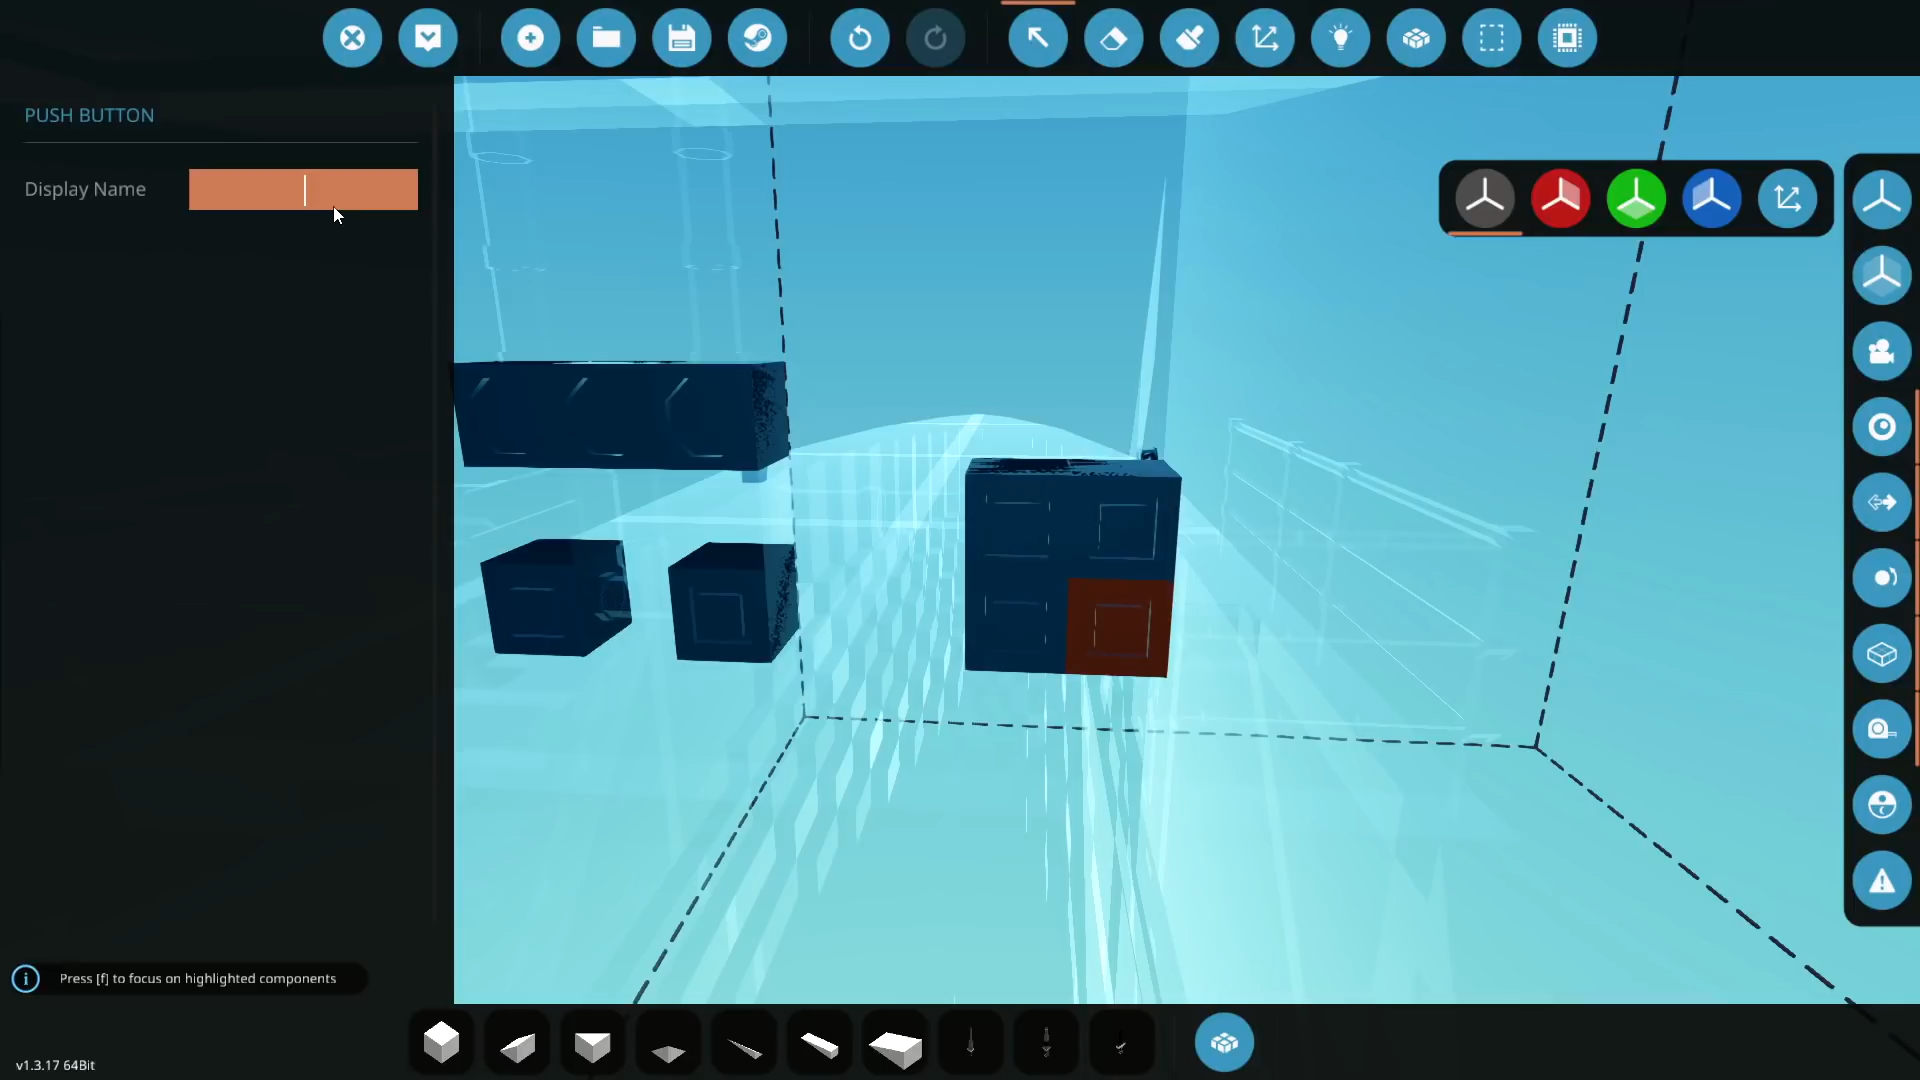 PUSH BUTTON
Display Name
Press [f] to focus on highlighted components
v1.3.17 64Bit